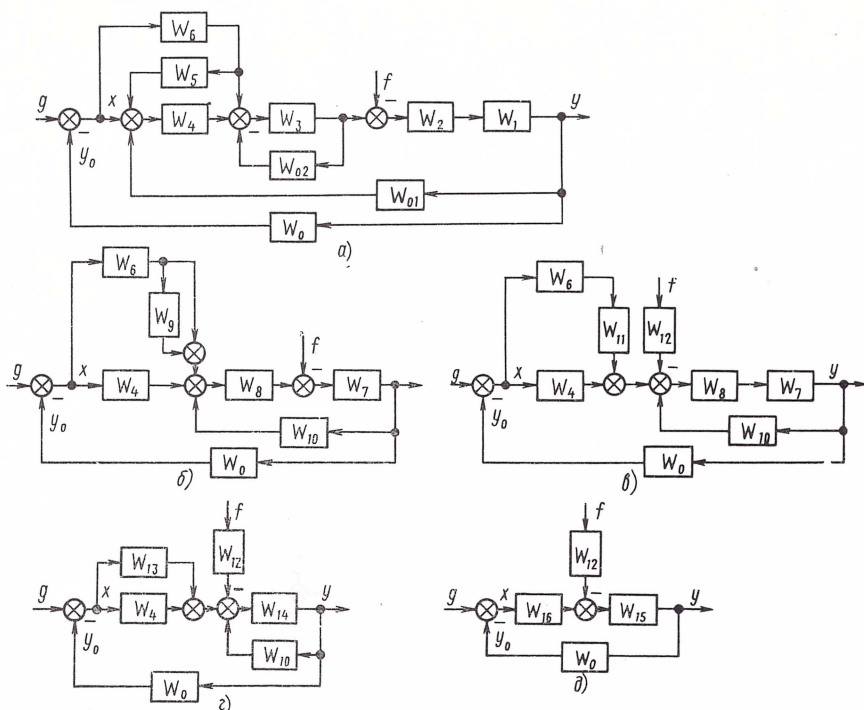 W₆
W₅
f
g
x
W₄
W₃
W₂
W₁
y
y₀
W₀₂
W₀₁
W₀
а)
W₆
W₉
f
g
x
W₄
W₈
W₇
y₀
W₁₀
W₀
б)
W₆
f
W₁₁
W₁₂
g
x
W₄
W₈
W₇
y
y₀
W₁₀
W₀
в)
f
W₁₃
W₁₂
g
x
W₄
W₁₄
y
y₀
W₁₀
W₀
г)
f
W₁₂
g
x
W₁₆
W₁₅
y
y₀
W₀
д)